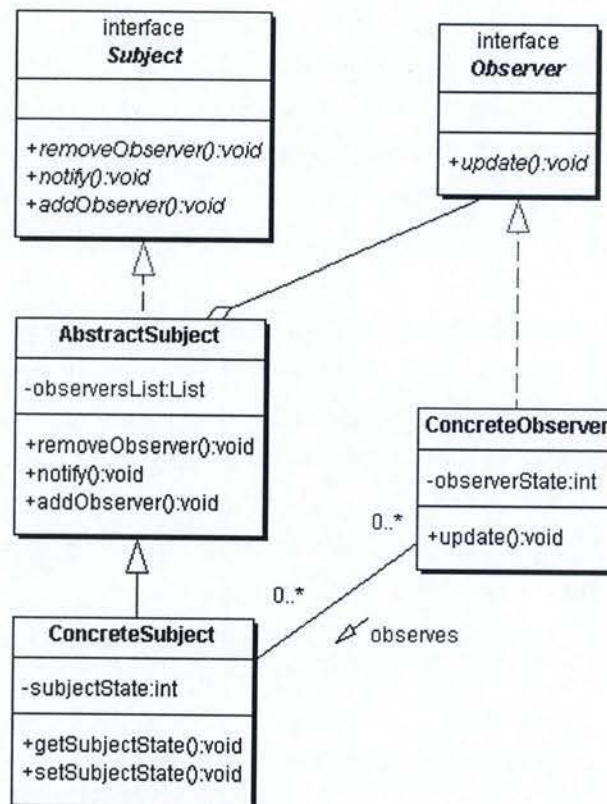 interface
Subject
+removeObserver():void
+notify():void
+addObserver():void
interface
Observer
+update():void
AbstractSubject
-observersList:List
+removeObserver():void
+notify():void
+addObserver():void
ConcreteObserver
-observerState:int
+update():void
0..*
0..*
observes
ConcreteSubject
-subjectState:int
+getSubjectState():void
+setSubjectState():void